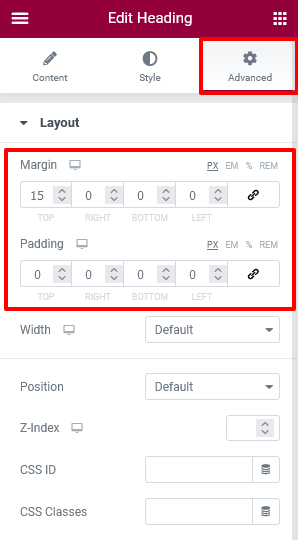 Edit Heading
Content Style Advanced
Layout
Margin PX EM % REM
15 0 0 0
TOP RIGHT BOTTOM LEFT
Padding PX EM % REM
0 0 0 0
TOP RIGHT BOTTOM LEFT
Width Default
Position Default
Z-Index
CSS ID
CSS Classes